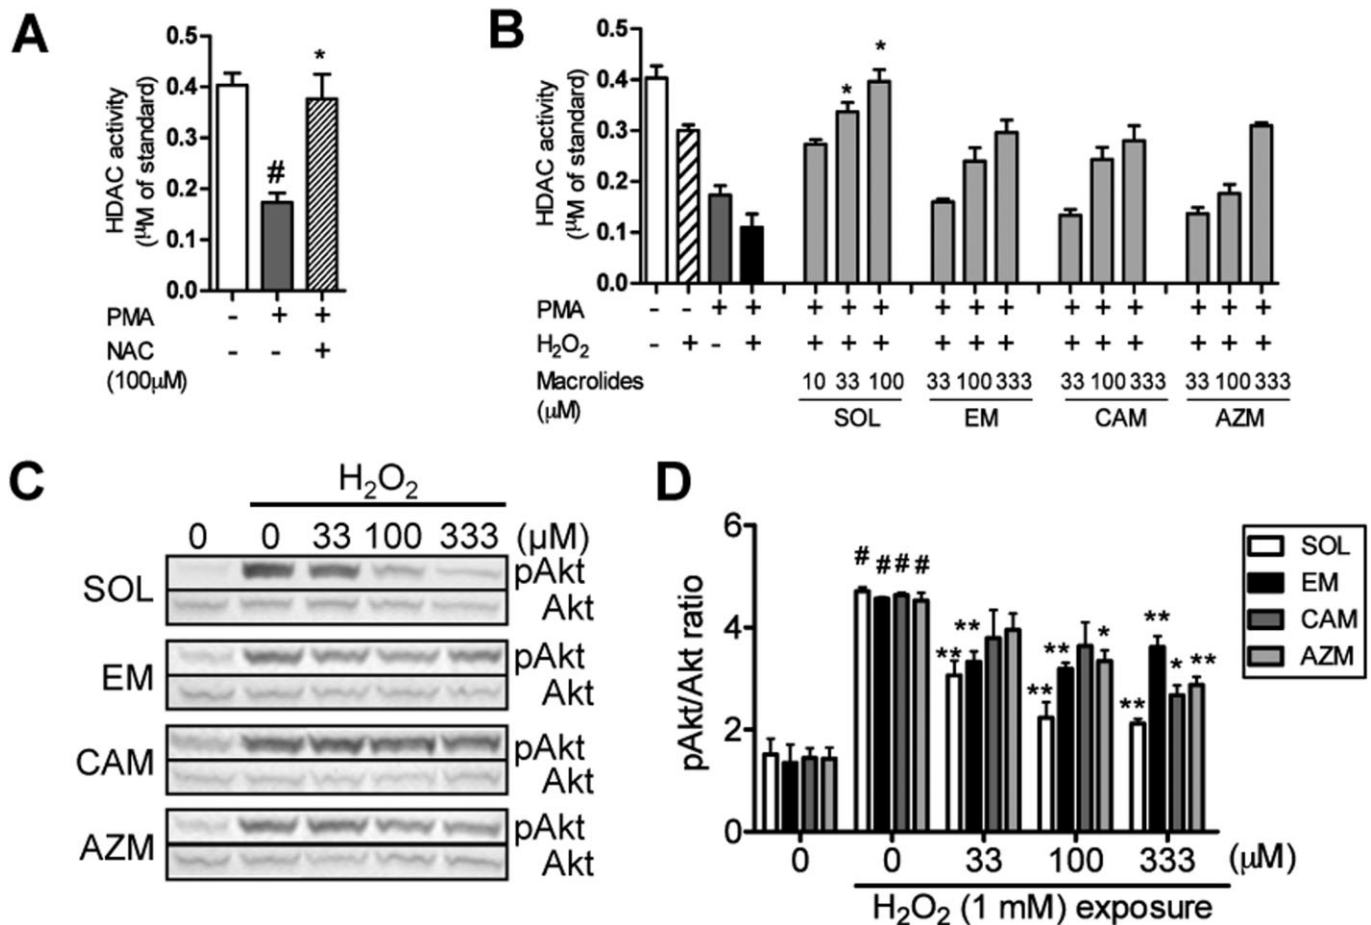 A
HDAC activity
(µM of standard)
0.5
0.4
0.3
0.2
0.1
0.0
#
*
PMA - + +
NAC - - +
(100µM)
B
HDAC activity
(µM of standard)
0.5
0.4
0.3
0.2
0.1
0.0
* *
PMA - - + + + + + + + + + + + + + +
H2O2 - + - + + + + + + + + + + + + +
Macrolides 10 33 100 33 100 333 33 100 333 33 100 333
(µM) SOL EM CAM AZM
C
H2O2
0 0 33 100 333 (µM)
SOL pAkt
Akt
EM pAkt
Akt
CAM pAkt
Akt
AZM pAkt
Akt
D
pAkt/Akt ratio
6
4
2
0
# # # #
** **
** ** *
** ** * **
SOL
EM
CAM
AZM
0 0 33 100 333 (µM)
H2O2 (1 mM) exposure